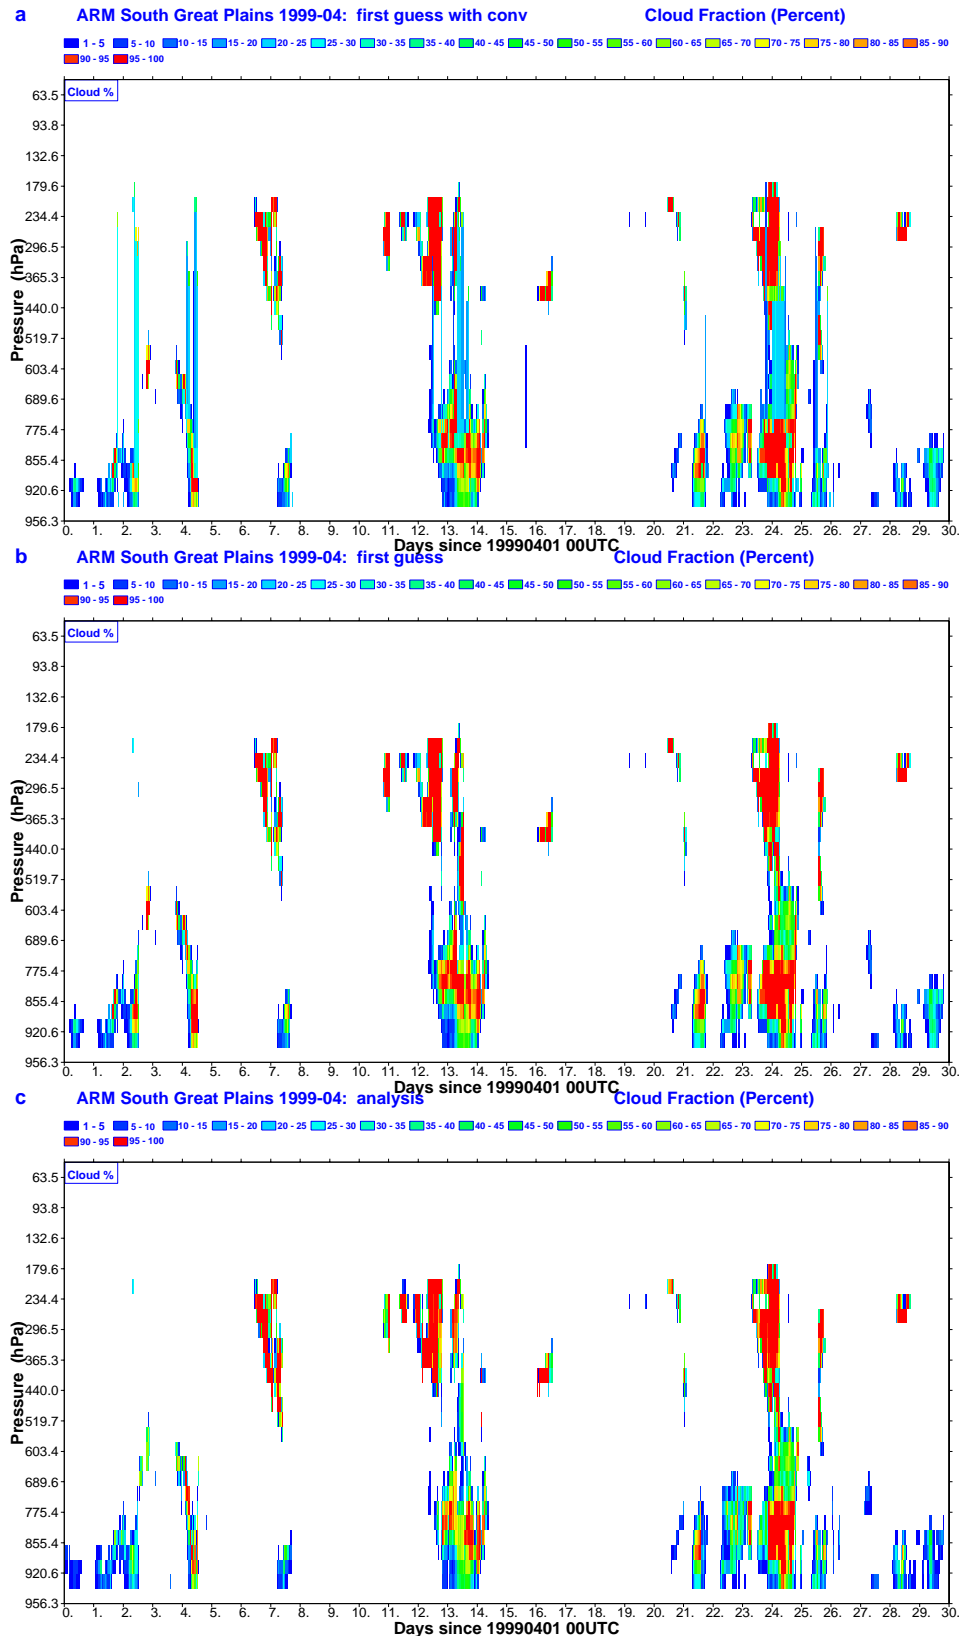 a ARM South Great Plains 1999-04: first guess with conv Cloud Fraction (Percent)
1 - 5 5 - 10 10 - 15 15 - 20 20 - 25 25 - 30 30 - 35 35 - 40 40 - 45 45 - 50 50 - 55 55 - 60 60 - 65 65 - 70 70 - 75 75 - 80 80 - 85 85 - 90
90 - 95 95 - 100
Cloud %
Pressure (hPa)
63.5
93.8
132.6
179.6
234.4
296.5
365.3
440.0
519.7
603.4
689.6
775.4
855.4
920.6
956.3
0. 1. 2. 3. 4. 5. 6. 7. 8. 9. 10. 11. 12. 13. 14. 15. 16. 17. 18. 19. 20. 21. 22. 23. 24. 25. 26. 27. 28. 29. 30.
Days since 19990401 00UTC
b ARM South Great Plains 1999-04: first guess Cloud Fraction (Percent)
1 - 5 5 - 10 10 - 15 15 - 20 20 - 25 25 - 30 30 - 35 35 - 40 40 - 45 45 - 50 50 - 55 55 - 60 60 - 65 65 - 70 70 - 75 75 - 80 80 - 85 85 - 90
90 - 95 95 - 100
Cloud %
Pressure (hPa)
63.5
93.8
132.6
179.6
234.4
296.5
365.3
440.0
519.7
603.4
689.6
775.4
855.4
920.6
956.3
0. 1. 2. 3. 4. 5. 6. 7. 8. 9. 10. 11. 12. 13. 14. 15. 16. 17. 18. 19. 20. 21. 22. 23. 24. 25. 26. 27. 28. 29. 30.
Days since 19990401 00UTC
c ARM South Great Plains 1999-04: analysis Cloud Fraction (Percent)
1 - 5 5 - 10 10 - 15 15 - 20 20 - 25 25 - 30 30 - 35 35 - 40 40 - 45 45 - 50 50 - 55 55 - 60 60 - 65 65 - 70 70 - 75 75 - 80 80 - 85 85 - 90
90 - 95 95 - 100
Cloud %
Pressure (hPa)
63.5
93.8
132.6
179.6
234.4
296.5
365.3
440.0
519.7
603.4
689.6
775.4
855.4
920.6
956.3
0. 1. 2. 3. 4. 5. 6. 7. 8. 9. 10. 11. 12. 13. 14. 15. 16. 17. 18. 19. 20. 21. 22. 23. 24. 25. 26. 27. 28. 29. 30.
Days since 19990401 00UTC